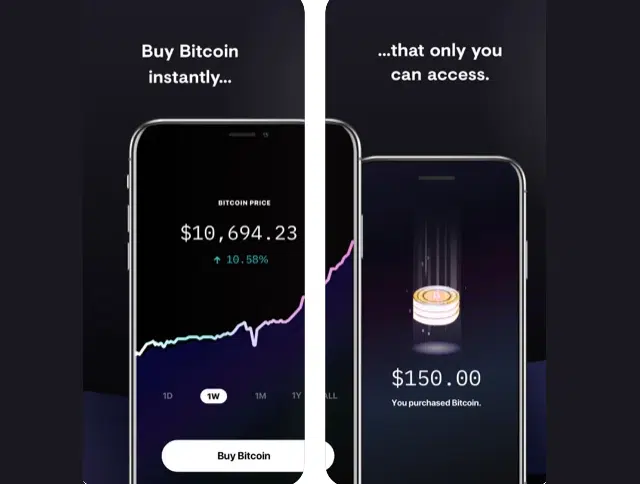 Buy Bitcoin
instantly...
BITCOIN PRICE
$10,694.23
↑ 10.58%
1D
1W
1M
1Y
ALL
Buy Bitcoin
...that only you
can access.
$150.00
You purchased Bitcoin.